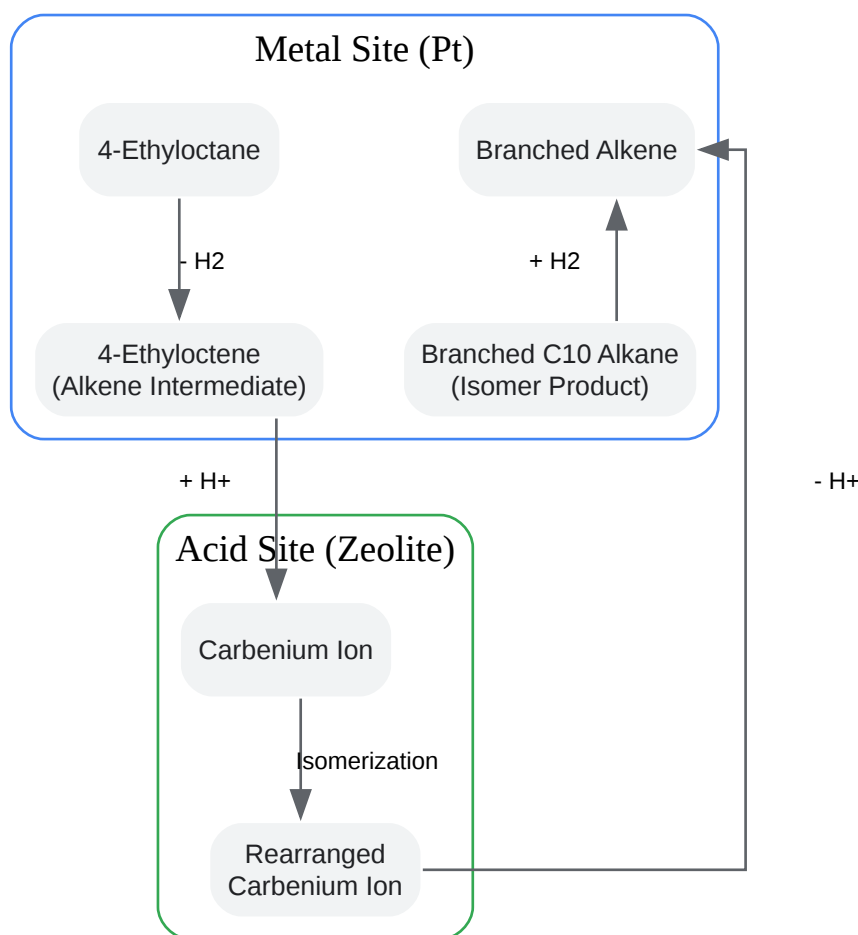 Metal Site (Pt)
4-Ethyloctane
Branched Alkene
- H2
+ H2
4-Ethyloctene
(Alkene Intermediate)
Branched C10 Alkane
(Isomer Product)
+ H+
- H+
Acid Site (Zeolite)
Carbenium Ion
Isomerization
Rearranged
Carbenium Ion